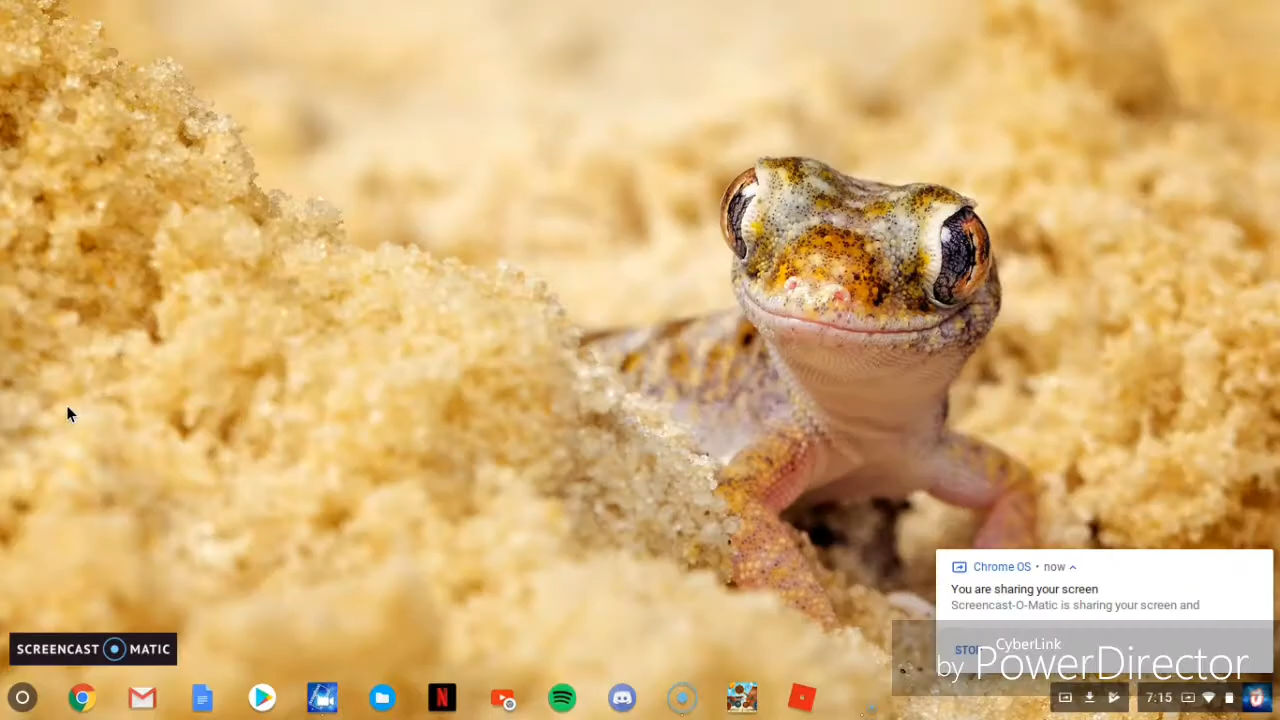 Chrome OS • now
You are sharing your screen
Screencast-O-Matic is sharing your screen and
CyberLink
by PowerDirector
SCREENCAST MATIC
N
7:15